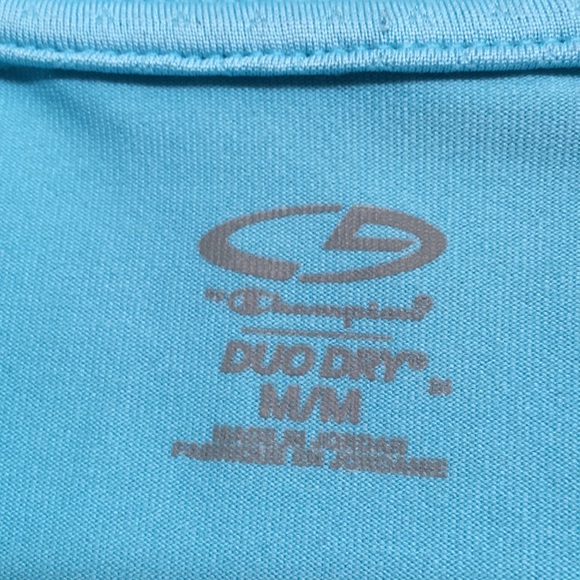 Champion®
DUO DRY®
M/M
MADE IN JORDAN
FABRIQUE EN JORDANIE